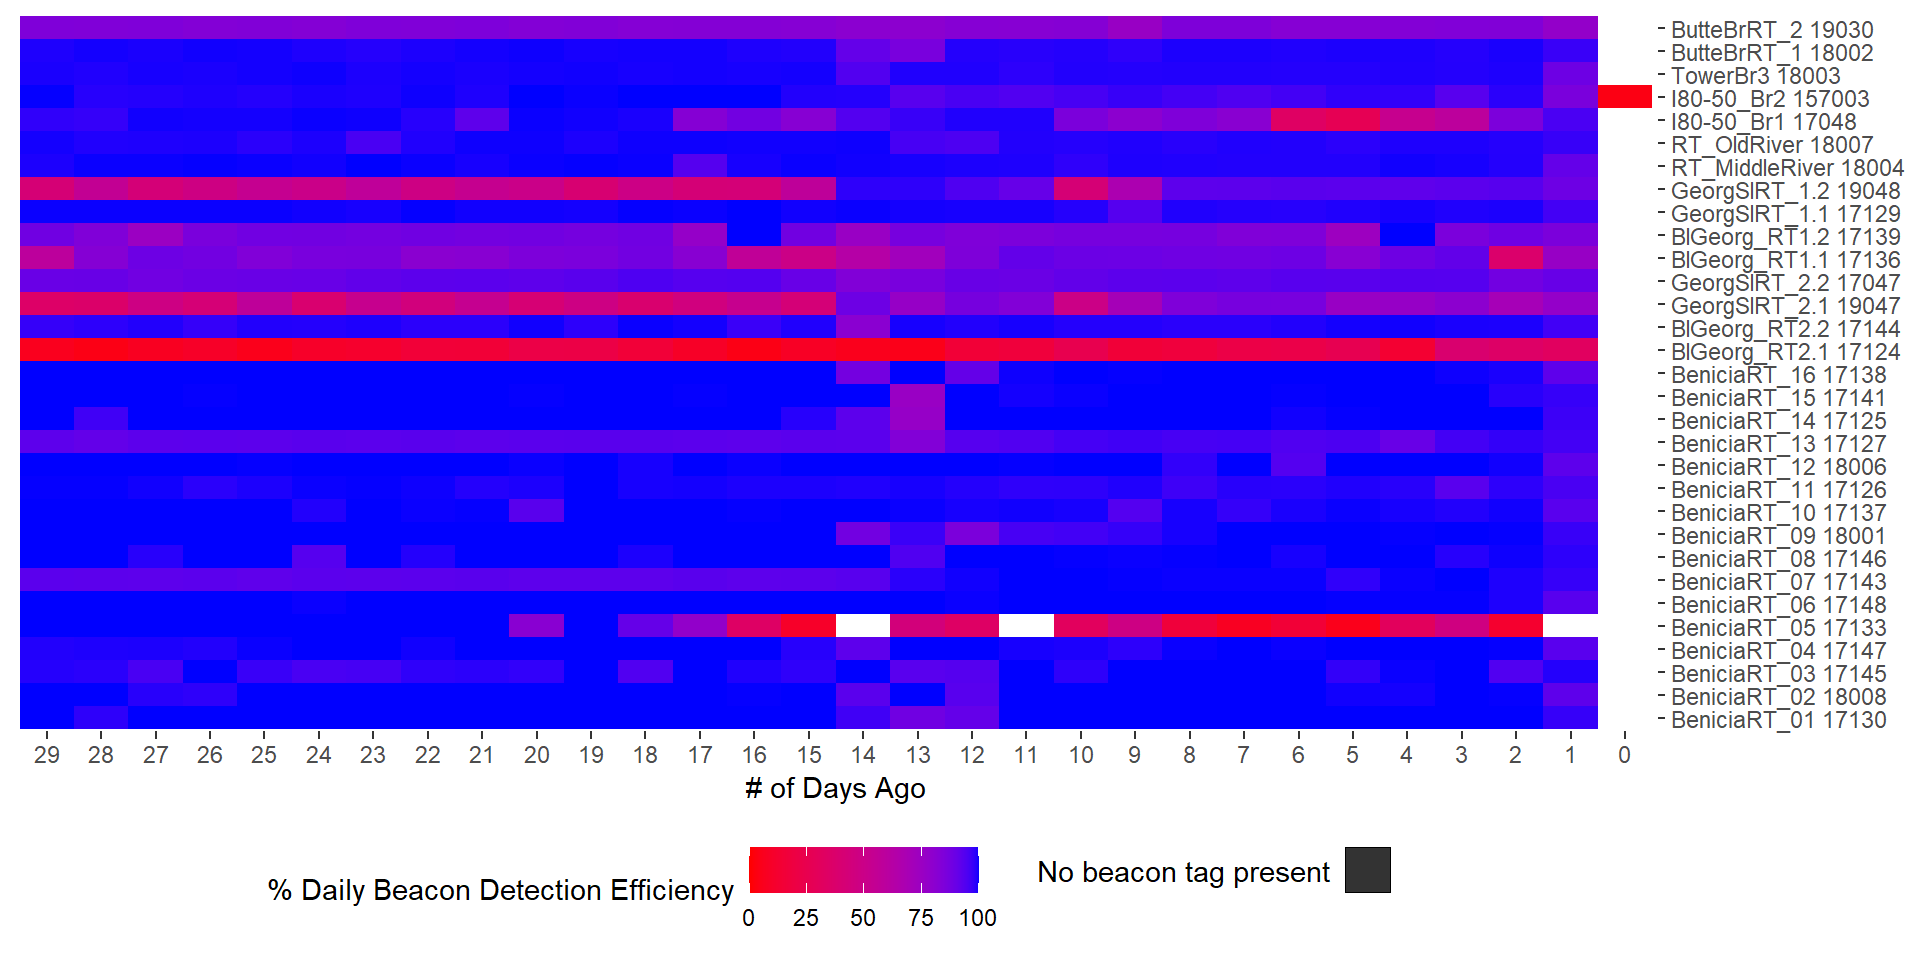 ButteBrRT_2 19030
ButteBrRT_1 18002
TowerBr3 18003
I80-50_Br2 157003
I80-50_Br1 17048
RT_OldRiver 18007
RT_MiddleRiver 18004
GeorgSlRT_1.2 19048
GeorgSlRT_1.1 17129
BlGeorg_RT1.2 17139
BlGeorg_RT1.1 17136
GeorgSlRT_2.2 17047
GeorgSlRT_2.1 19047
BlGeorg_RT2.2 17144
BlGeorg_RT2.1 17124
BeniciaRT_16 17138
BeniciaRT_15 17141
BeniciaRT_14 17125
BeniciaRT_13 17127
BeniciaRT_12 18006
BeniciaRT_11 17126
BeniciaRT_10 17137
BeniciaRT_09 18001
BeniciaRT_08 17146
BeniciaRT_07 17143
BeniciaRT_06 17148
BeniciaRT_05 17133
BeniciaRT_04 17147
BeniciaRT_03 17145
BeniciaRT_02 18008
BeniciaRT_01 17130
29 28 27 26 25 24 23 22 21 20 19 18 17 16 15 14 13 12 11 10 9 8 7 6 5 4 3 2 1 0
# of Days Ago
% Daily Beacon Detection Efficiency
0 25 50 75 100
No beacon tag present